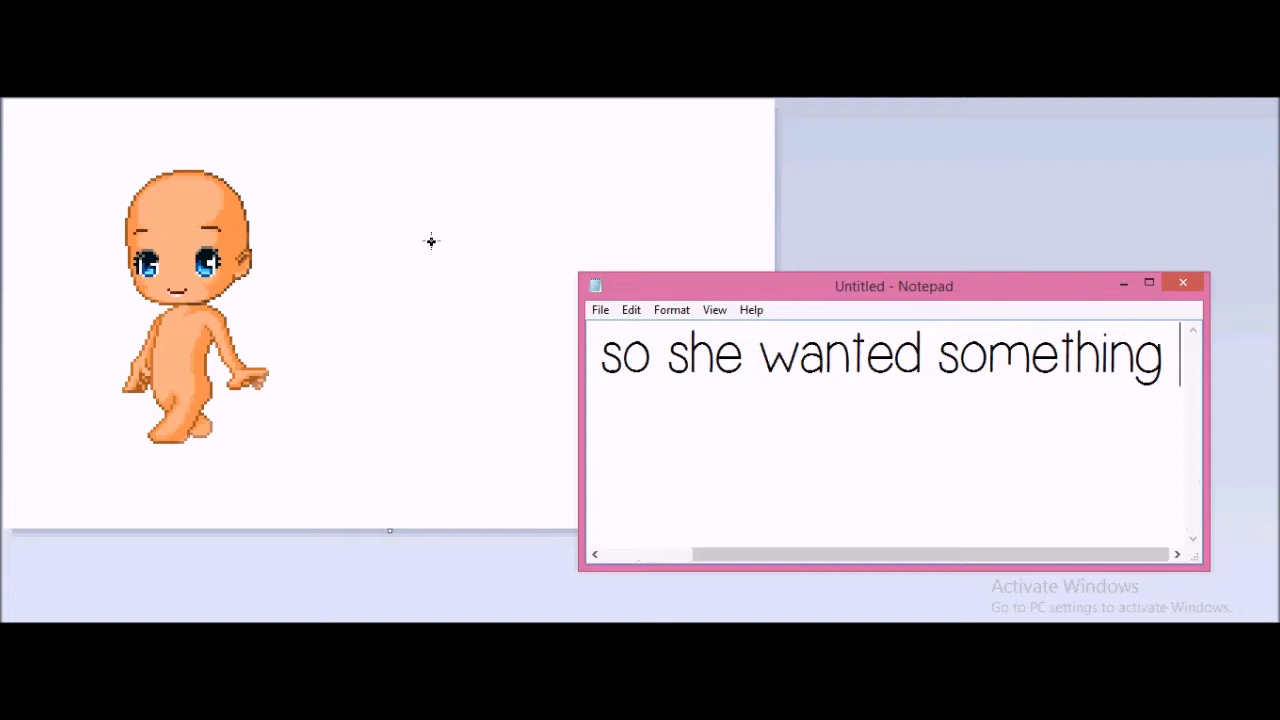 Untitled - Notepad
File Edit Format View Help
so she wanted something
Activate Windows
Go to PC settings to activate Windows.